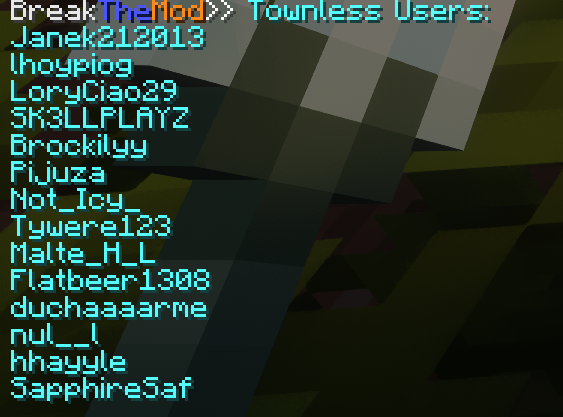 BreakTheMod>> Townless Users:
Janek212013
lhoypiog
LoryCiao29
SK3LLPLAYZ
Brockilyy
Pijuza
Not_Icy_
Tywere123
Malte_H_L
Flatbeer1308
duchaaaarme
nul__l
hhayyle
SapphireSaf